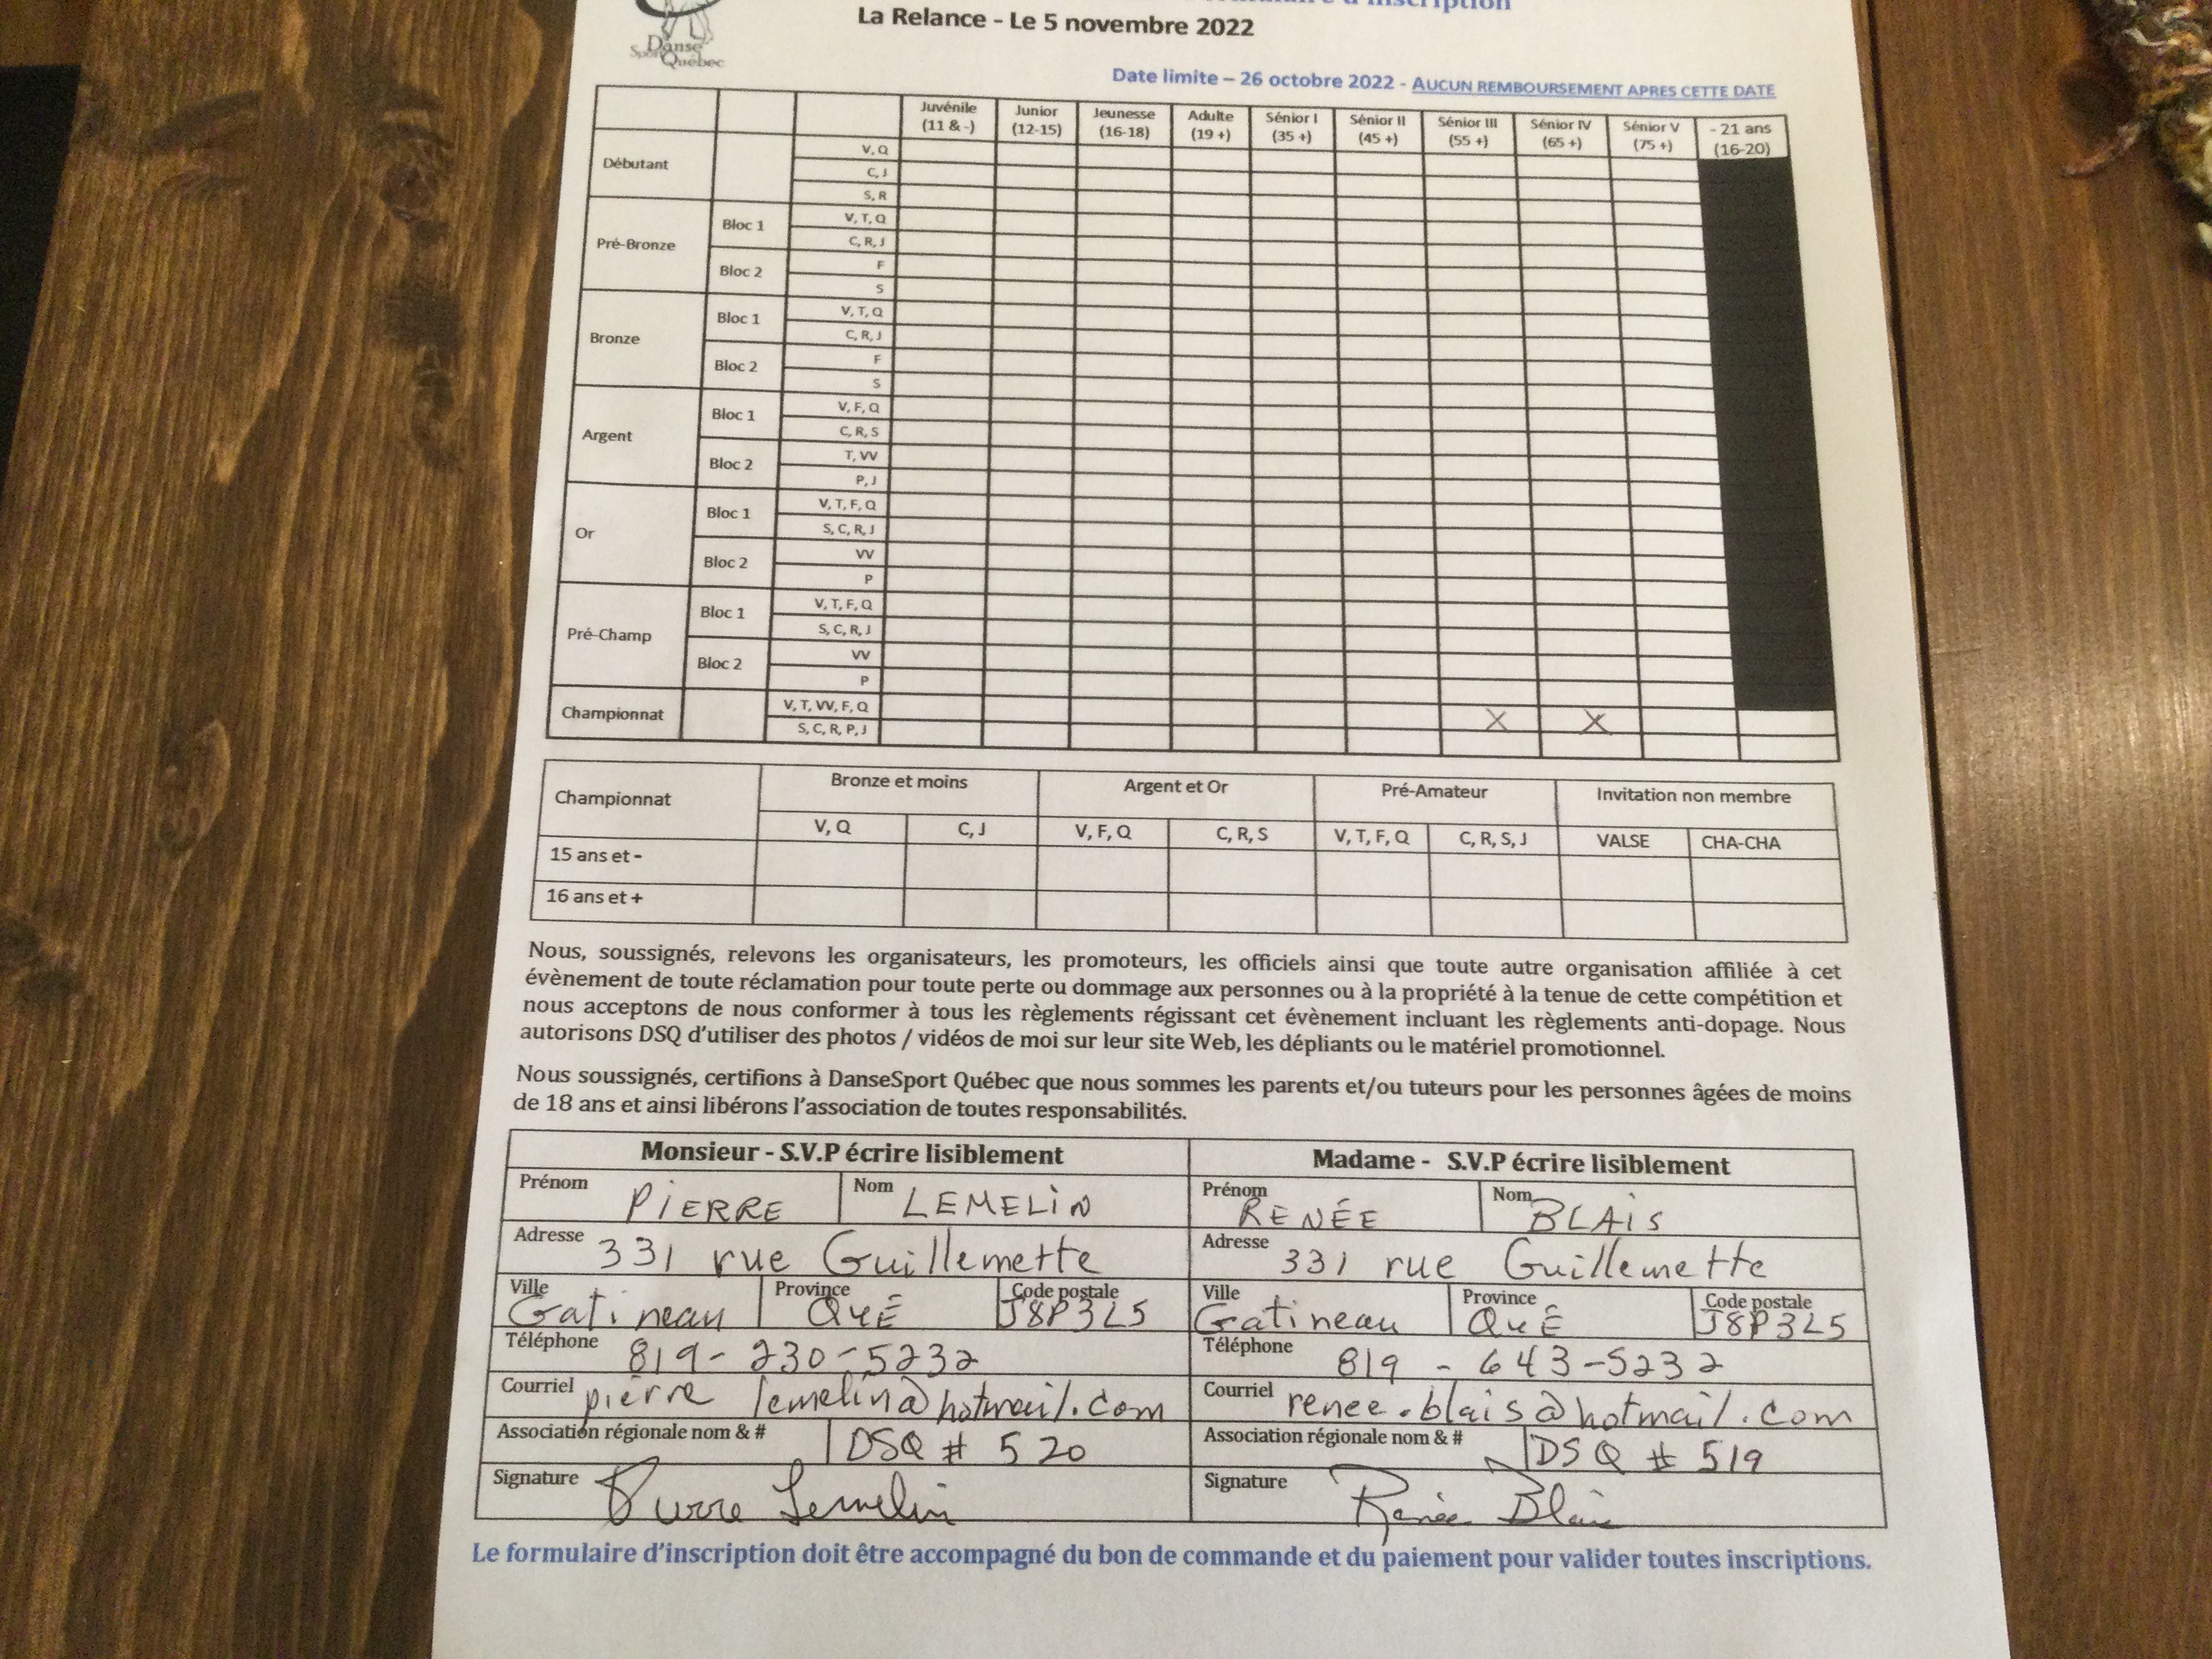 Danse
Sport Québec
La Relance - Le 5 novembre 2022
Date limite – 26 octobre 2022 - AUCUN REMBOURSEMENT APRES CETTE DATE
Juvénile (11 & -) Junior (12-15) Jeunesse (16-18) Adulte (19 +) Sénior I (35 +) Sénior II (45 +) Sénior III (55 +) Sénior IV (65 +) Sénior V (75 +) - 21 ans (16-20)
Débutant V, Q
C, J
S, R
Pré-Bronze Bloc 1 V, T, Q
C, R, J
Bloc 2 F
S
Bronze Bloc 1 V, T, Q
C, R, J
Bloc 2 F
S
Argent Bloc 1 V, F, Q
C, R, S
Bloc 2 T, VV
P, J
Or Bloc 1 V, T, F, Q
S, C, R, J
Bloc 2 VV
P
Pré-Champ Bloc 1 V, T, F, Q
S, C, R, J
Bloc 2 VV
P
Championnat V, T, VV, F, Q X X
S, C, R, P, J
Championnat Bronze et moins Argent et Or Pré-Amateur Invitation non membre
V, Q C, J V, F, Q C, R, S V, T, F, Q C, R, S, J VALSE CHA-CHA
15 ans et -
16 ans et +
Nous, soussignés, relevons les organisateurs, les promoteurs, les officiels ainsi que toute autre organisation affiliée à cet
évènement de toute réclamation pour toute perte ou dommage aux personnes ou à la propriété à la tenue de cette compétition et
nous acceptons de nous conformer à tous les règlements régissant cet évènement incluant les règlements anti-dopage. Nous
autorisons DSQ d'utiliser des photos / vidéos de moi sur leur site Web, les dépliants ou le matériel promotionnel.
Nous soussignés, certifions à DanseSport Québec que nous sommes les parents et/ou tuteurs pour les personnes âgées de moins
de 18 ans et ainsi libérons l'association de toutes responsabilités.
Monsieur - S.V.P écrire lisiblement Madame - S.V.P écrire lisiblement
Prénom PIERRE Nom LEMELIN Prénom RENÉE Nom BLAIS
Adresse 331 rue Guillemette Adresse 331 rue Guillemette
Ville Gatineau Province QUÉ Code postale J8P3L5 Ville Gatineau Province QUÉ Code postale J8P3L5
Téléphone 819-230-5232 Téléphone 819-643-5232
Courriel pierre lemelin@hotmail.com Courriel renee.blais@hotmail.com
Association régionale nom & # DSQ # 520 Association régionale nom & # DSQ # 519
Signature Pierre Lemelin Signature Renée Blais
Le formulaire d'inscription doit être accompagné du bon de commande et du paiement pour valider toutes inscriptions.